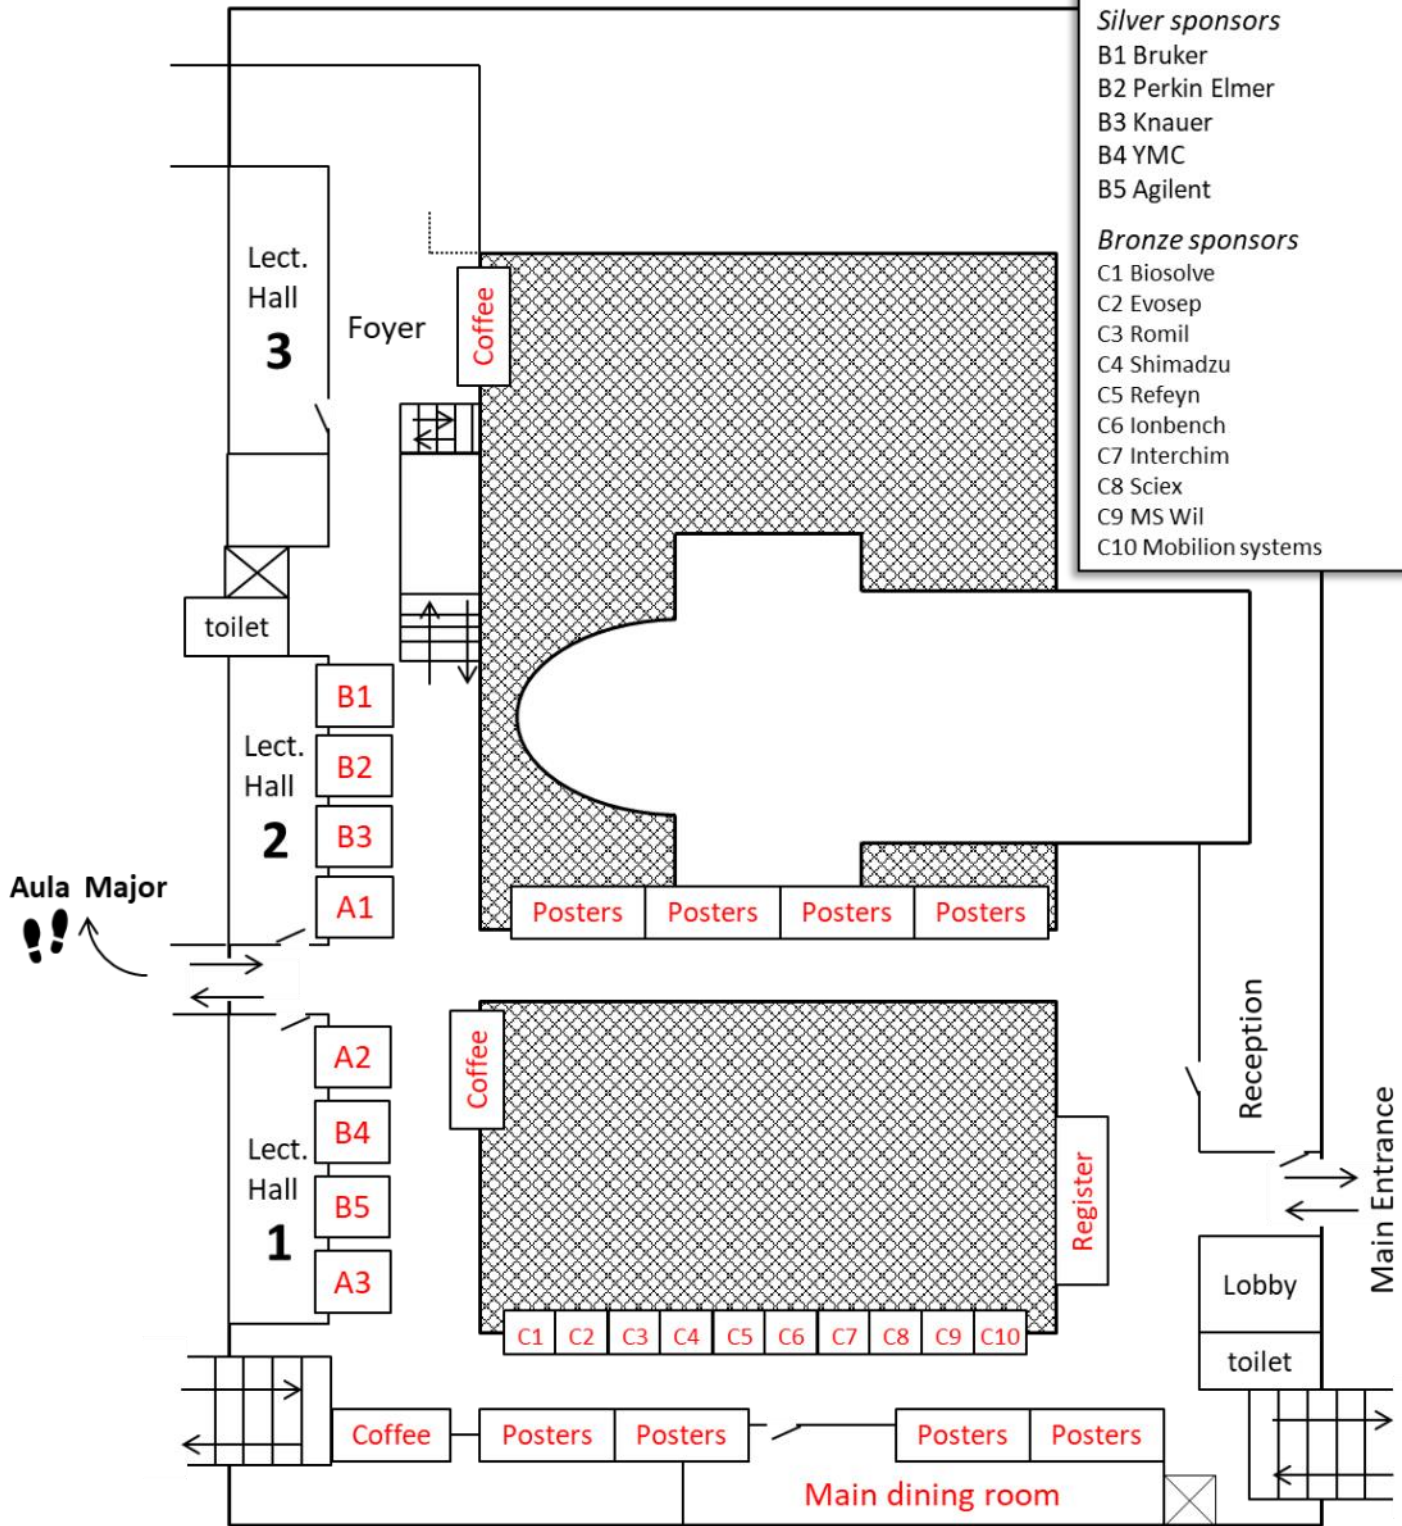 Silver sponsors
B1 Bruker
B2 Perkin Elmer
B3 Knauer
B4 YMC
B5 Agilent
Bronze sponsors
C1 Biosolve
C2 Evosep
C3 Romil
C4 Shimadzu
C5 Refeyn
C6 Ionbench
C7 Interchim
C8 Sciex
C9 MS Wil
C10 Mobilion systems
Lect.
Hall
3
Foyer
Coffee
toilet
B1
B2
B3
A1
Lect.
Hall
2
Aula Major
Posters
Posters
Posters
Posters
A2
B4
B5
A3
Lect.
Hall
1
Coffee
Register
Reception
Main Entrance
Lobby
toilet
C1
C2
C3
C4
C5
C6
C7
C8
C9
C10
Coffee
Posters
Posters
Posters
Posters
Main dining room